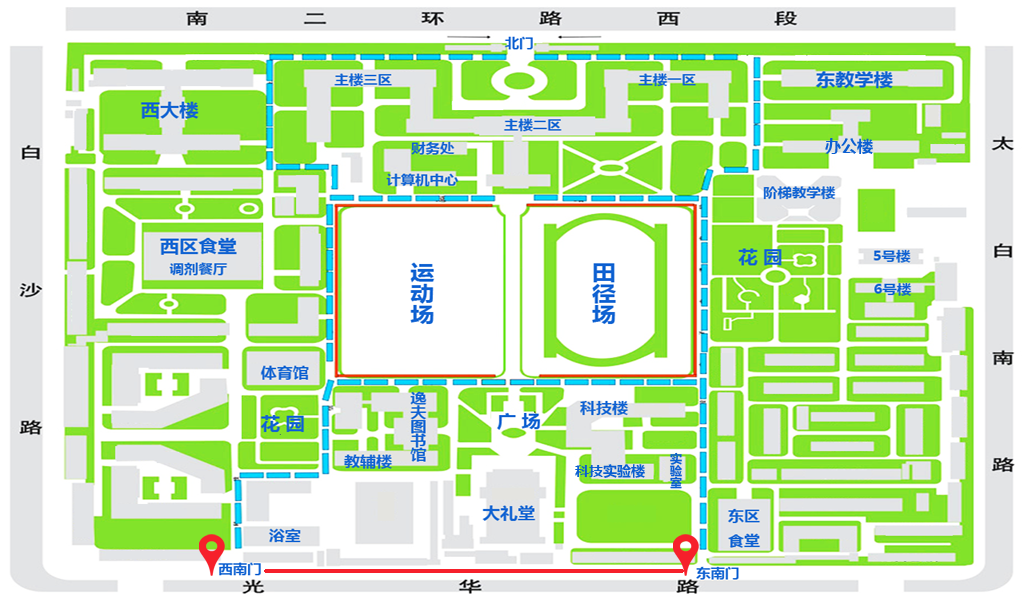 南二环路西段
北门
主楼三区
主楼一区
东教学楼
西大楼
主楼二区
办公楼
财务处
计算机中心
阶梯教学楼
白沙路
太白南路
西区食堂
调剂餐厅
运动场
田径场
花园
5号楼
6号楼
体育馆
花园
逸夫图书馆
广场
科技楼
教辅楼
科技实验楼
实验室
大礼堂
东区
食堂
浴室
西南门
东南门
光华路